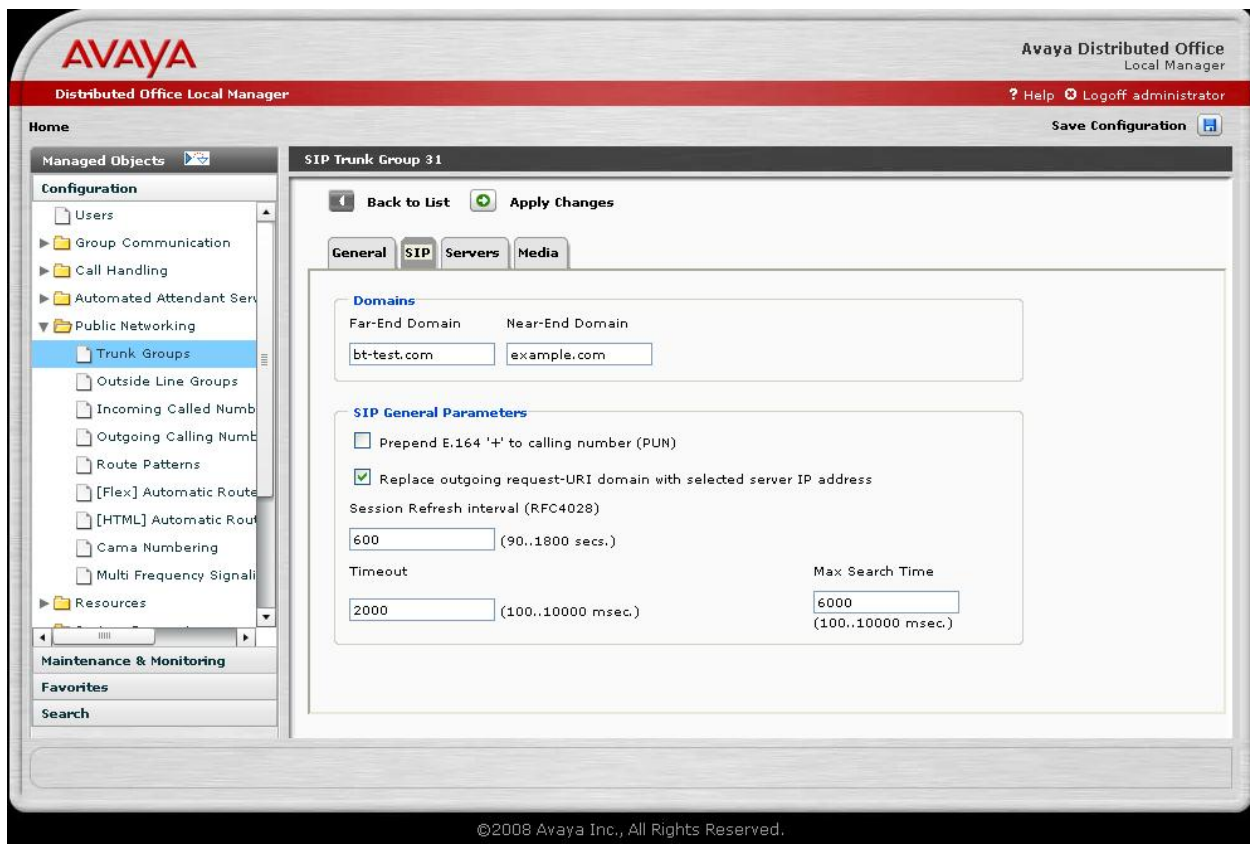 AVAYA
Avaya Distributed Office
Local Manager
Distributed Office Local Manager
? Help Logoff administrator
Home
Save Configuration
Managed Objects
Configuration
Users
Group Communication
Call Handling
Automated Attendant Serv
Public Networking
Trunk Groups
Outside Line Groups
Incoming Called Numb
Outgoing Calling Numb
Route Patterns
[Flex] Automatic Route
[HTML] Automatic Rout
Cama Numbering
Multi Frequency Signali
Resources
Maintenance & Monitoring
Favorites
Search
SIP Trunk Group 31
Back to List Apply Changes
General SIP Servers Media
Domains
Far-End Domain Near-End Domain
bt-test.com example.com
SIP General Parameters
Prepend E.164 '+' to calling number (PUN)
Replace outgoing request-URI domain with selected server IP address
Session Refresh interval (RFC4028)
600 (90..1800 secs.)
Timeout Max Search Time
2000 (100..10000 msec.) 6000
(100..10000 msec.)
©2008 Avaya Inc., All Rights Reserved.